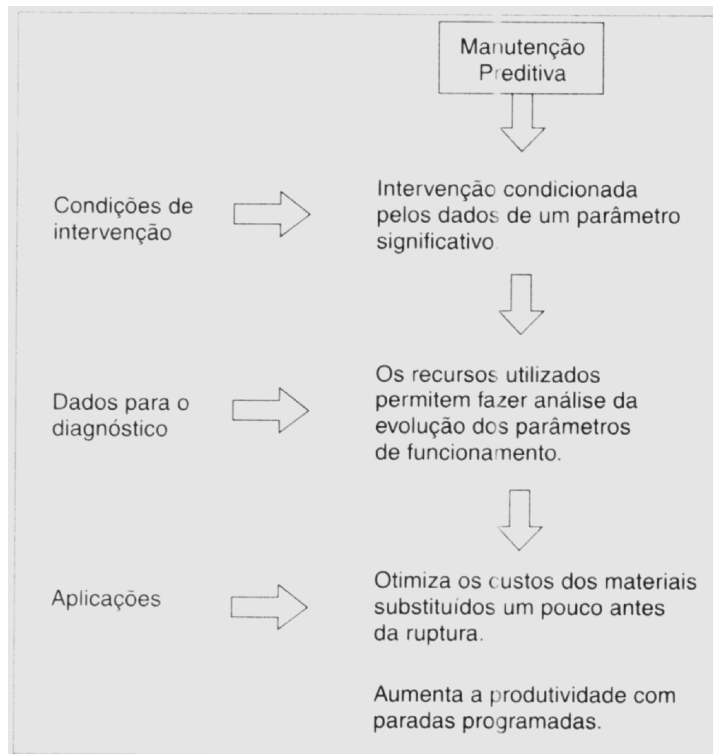 Manutenção
Preditiva
Condições de
intervenção
Intervenção condicionada
pelos dados de um parâmetro
significativo.
Dados para o
diagnóstico
Os recursos utilizados
permitem fazer análise da
evolução dos parâmetros
de funcionamento.
Aplicações
Otimiza os custos dos materiais
substituídos um pouco antes
da ruptura.
Aumenta a produtividade com
paradas programadas.